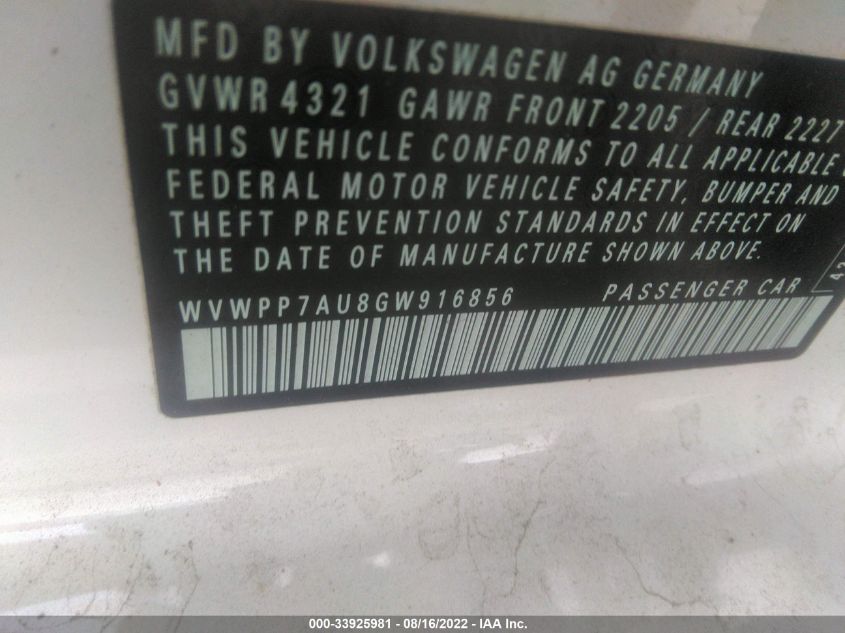 MFD BY VOLKSWAGEN AG GERMANY
GVWR 4321 GAWR FRONT 2205 / REAR 2227
THIS VEHICLE CONFORMS TO ALL APPLICABLE
FEDERAL MOTOR VEHICLE SAFETY, BUMPER AND
THEFT PREVENTION STANDARDS IN EFFECT ON
THE DATE OF MANUFACTURE SHOWN ABOVE.
WVWPP7AU8GW916856 PASSENGER CAR
000-33925981 - 08/16/2022 - IAA Inc.